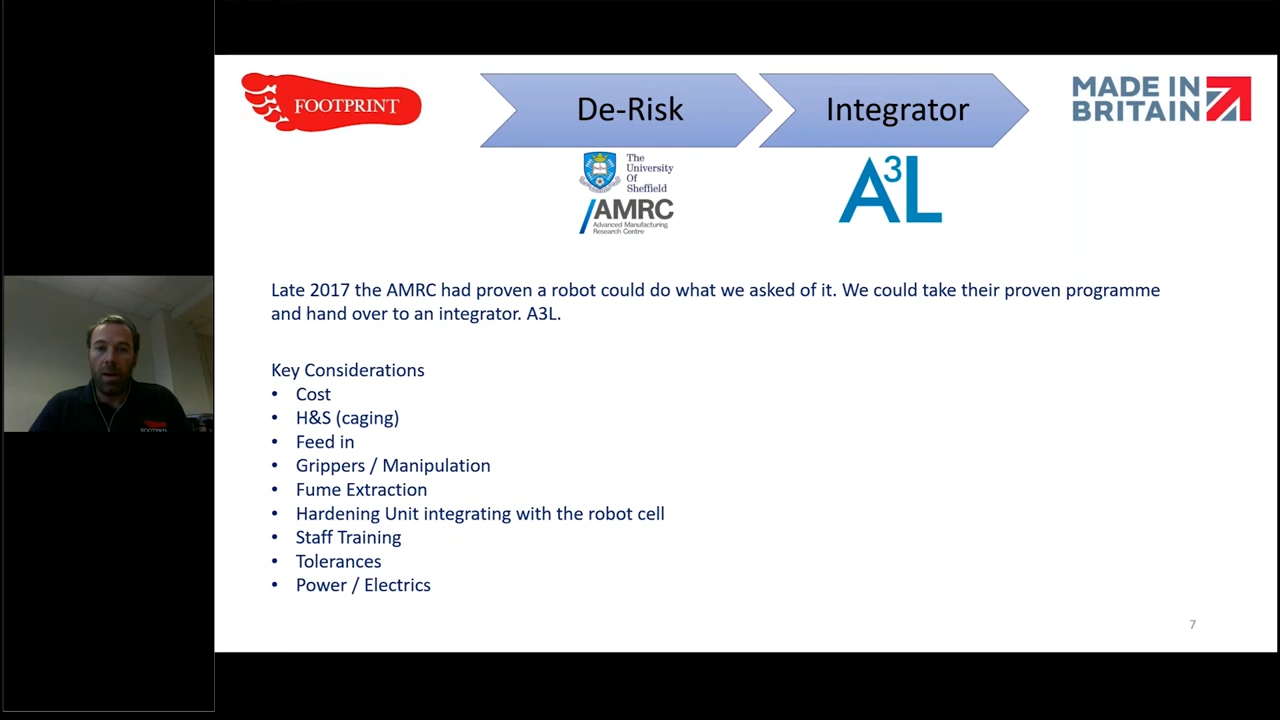 FOOTPRINT
De-Risk
Integrator
MADE IN
BRITAIN
The
University
Of
Sheffield
AMRC
Advanced Manufacturing
Research Centre
A3L
Late 2017 the AMRC had proven a robot could do what we asked of it. We could take their proven programme
and hand over to an integrator. A3L.
Key Considerations
• Cost
• H&S (caging)
• Feed in
• Grippers / Manipulation
• Fume Extraction
• Hardening Unit integrating with the robot cell
• Staff Training
• Tolerances
• Power / Electrics
7
FOOTPRINT